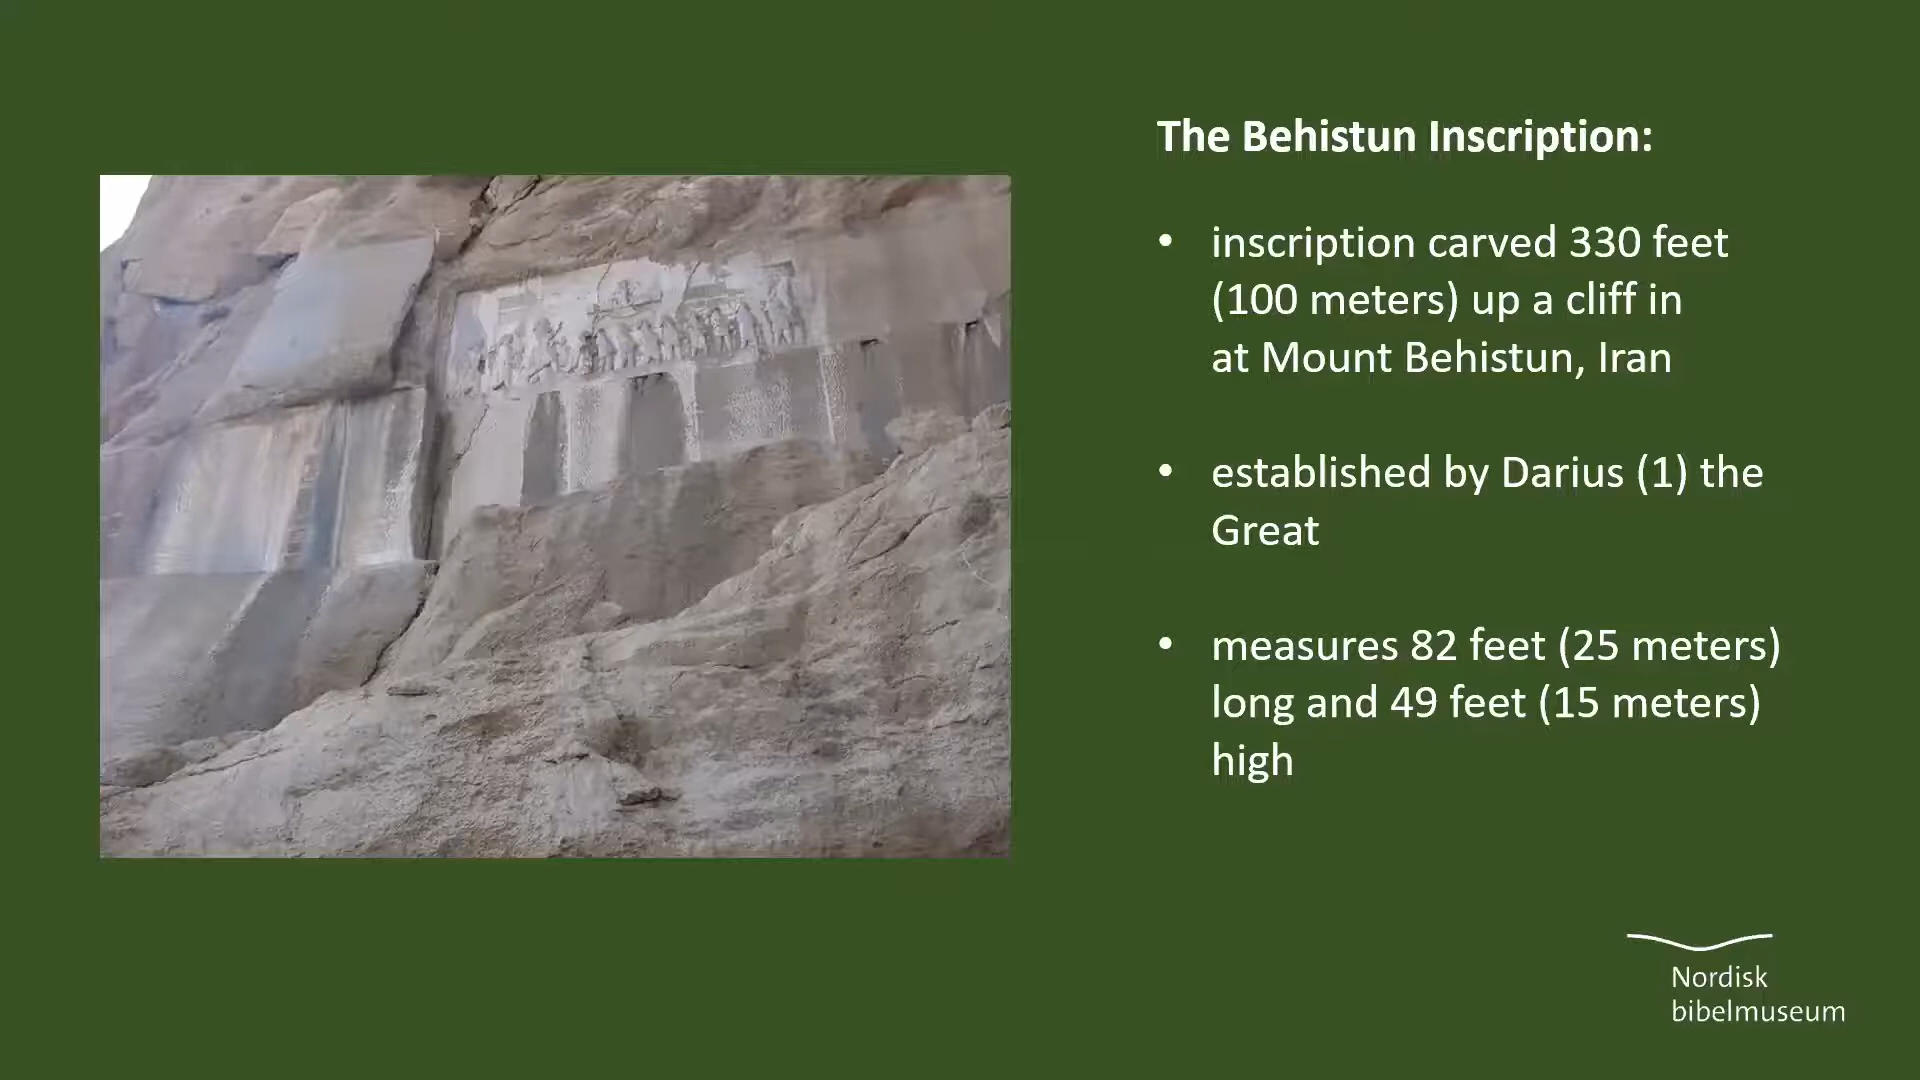 The Behistun Inscription:
• inscription carved 330 feet
(100 meters) up a cliff in
at Mount Behistun, Iran
• established by Darius (1) the
Great
• measures 82 feet (25 meters)
long and 49 feet (15 meters)
high
Nordisk
bibelmuseum